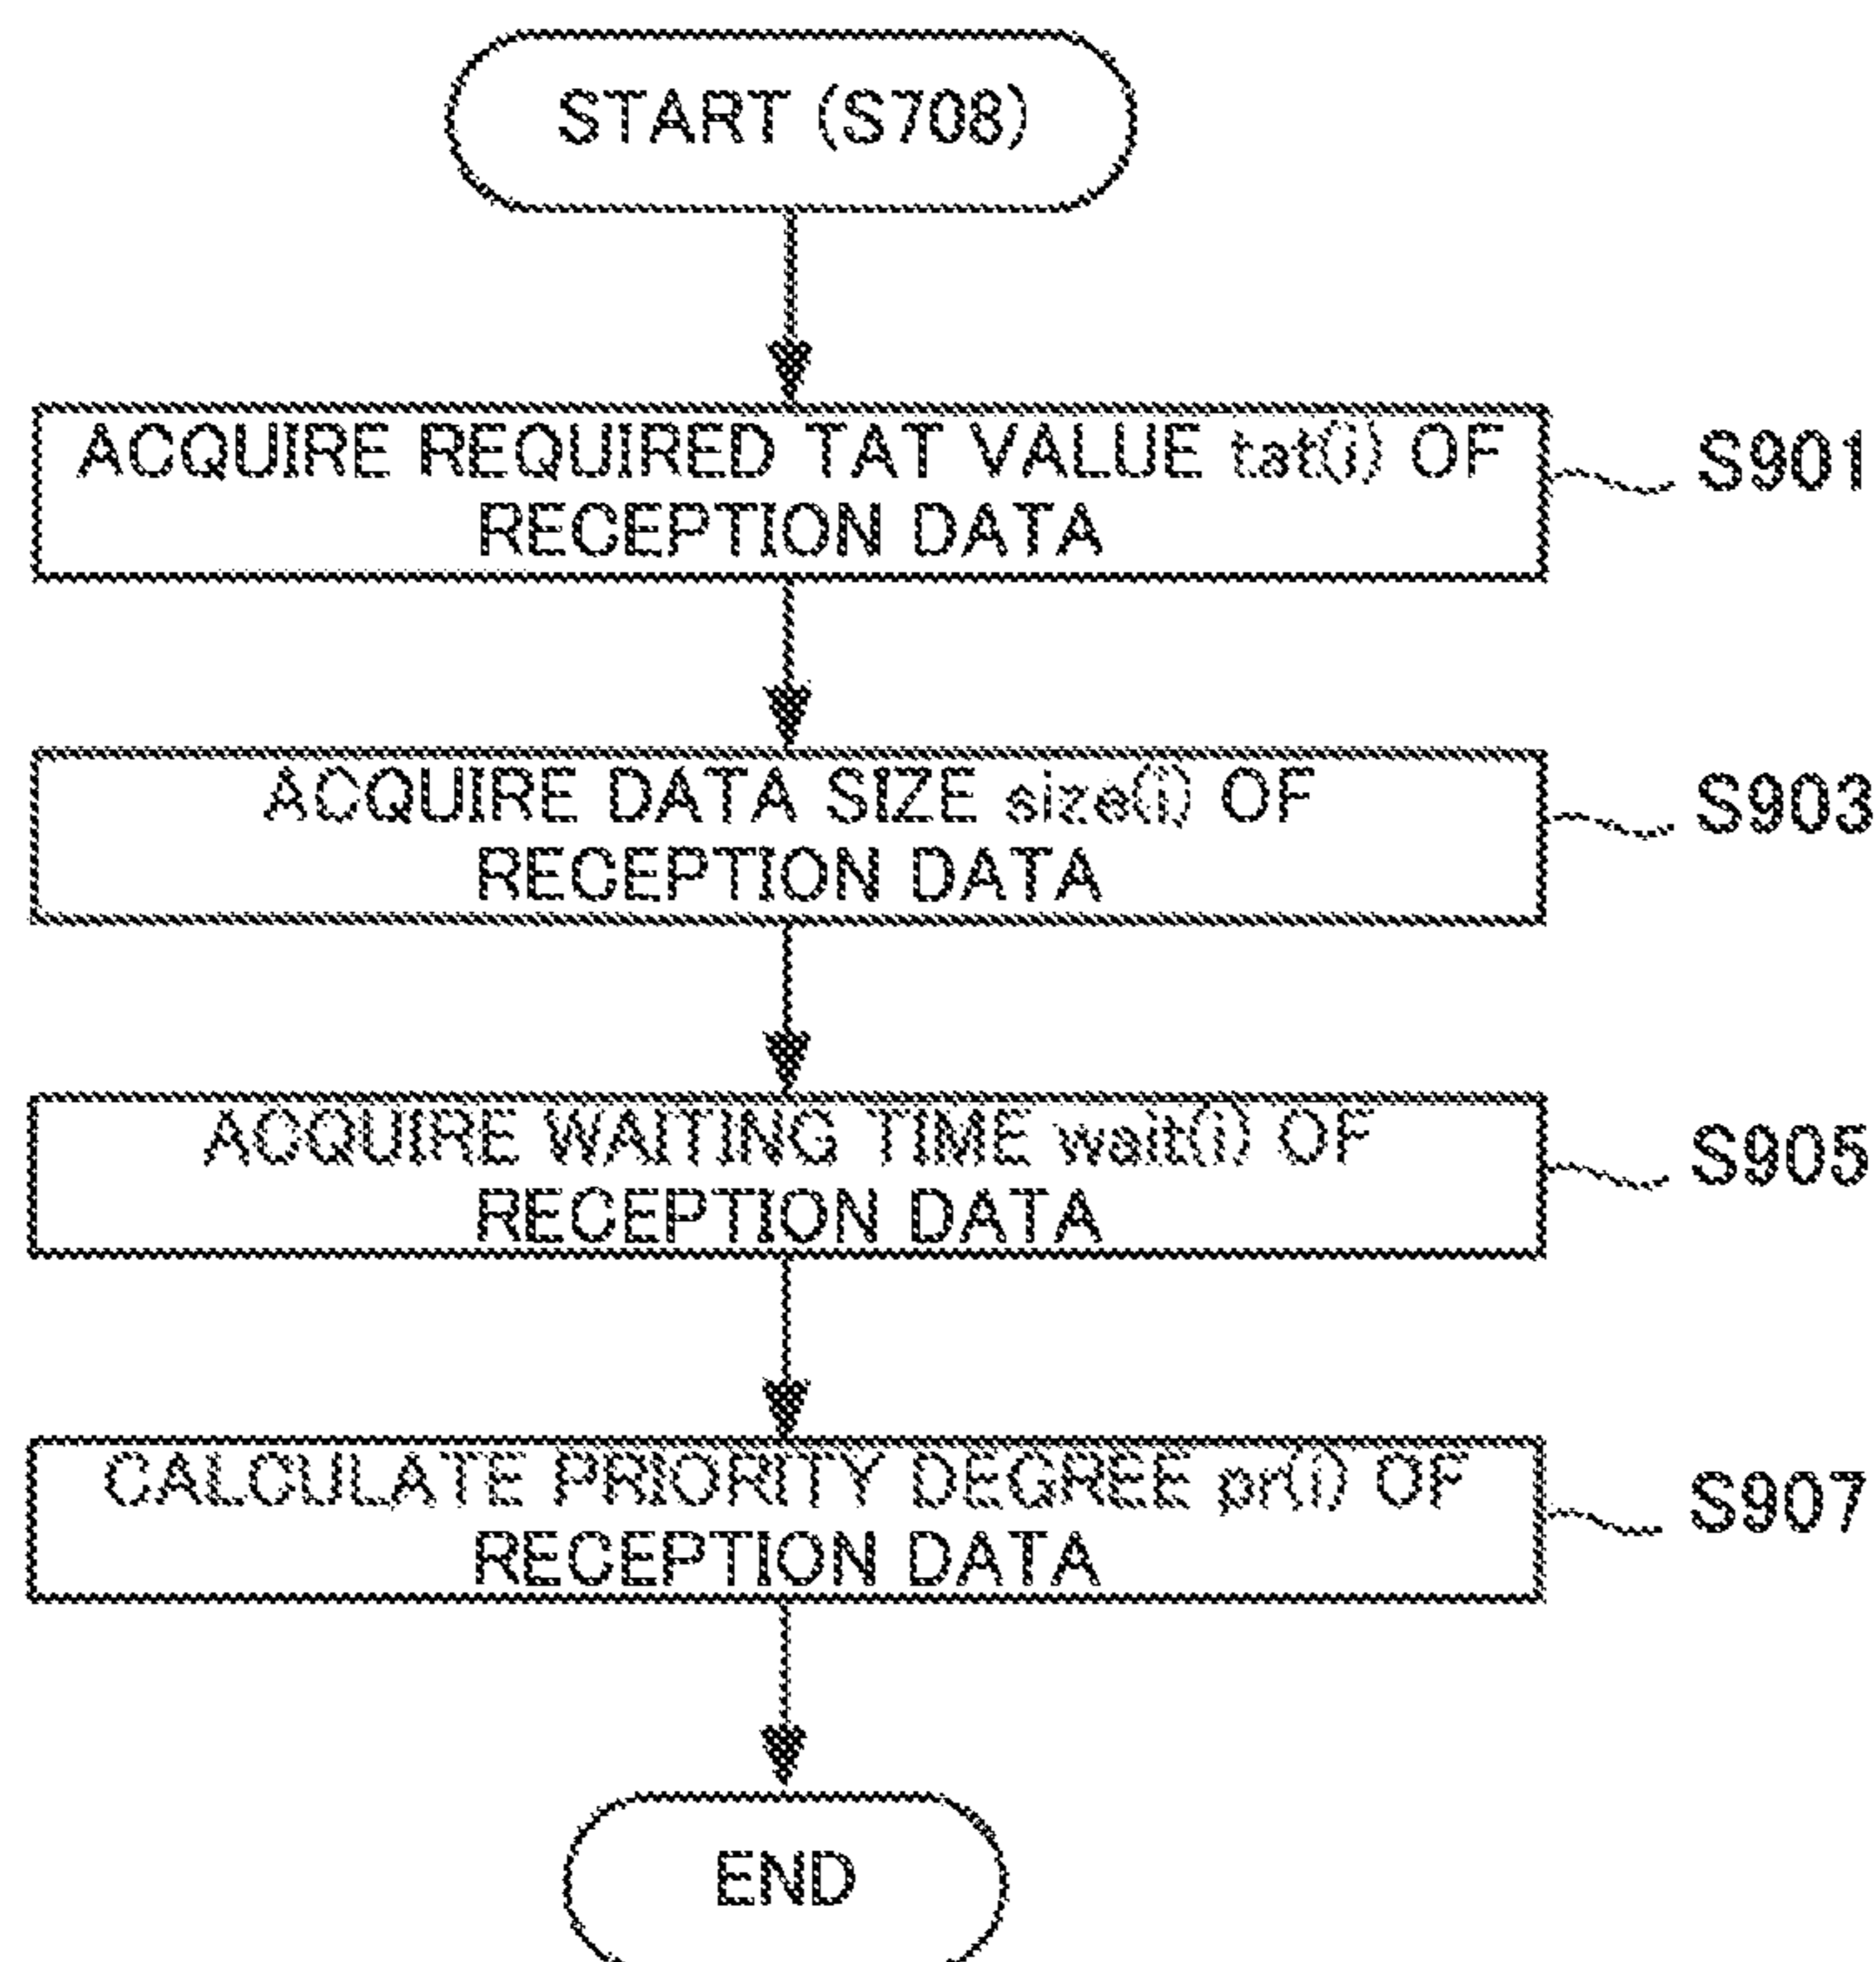 START (S708)
ACQUIRE REQUIRED TAT VALUE tat(i) OF
RECEPTION DATA
S901
ACQUIRE DATA SIZE size(i) OF
RECEPTION DATA
S903
ACQUIRE WAITING TIME wait(i) OF
RECEPTION DATA
S905
CALCULATE PRIORITY DEGREE pr(i) OF
RECEPTION DATA
S907
END